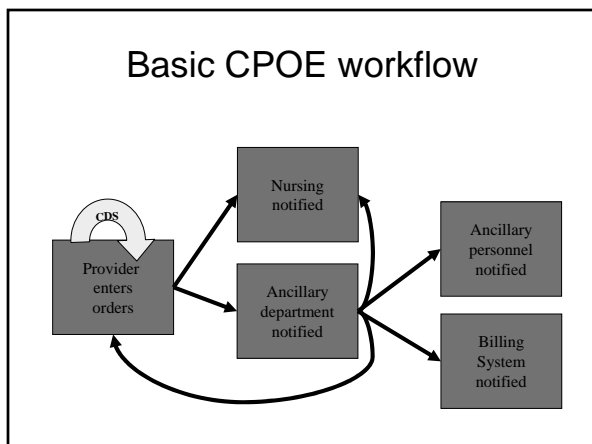 Basic CPOE workflow
CDS
Provider
enters
orders
Nursing
notified
Ancillary
department
notified
Ancillary
personnel
notified
Billing
System
notified